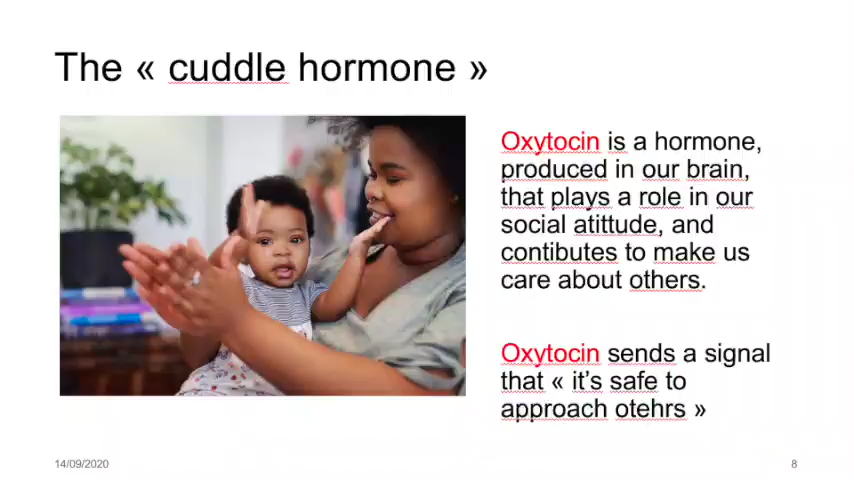 The « cuddle hormone »
Oxytocin is a hormone,
produced in our brain,
that plays a role in our
social atittude, and
contibutes to make us
care about others.
Oxytocin sends a signal
that « it's safe to
approach otehrs »
14/09/2020
8